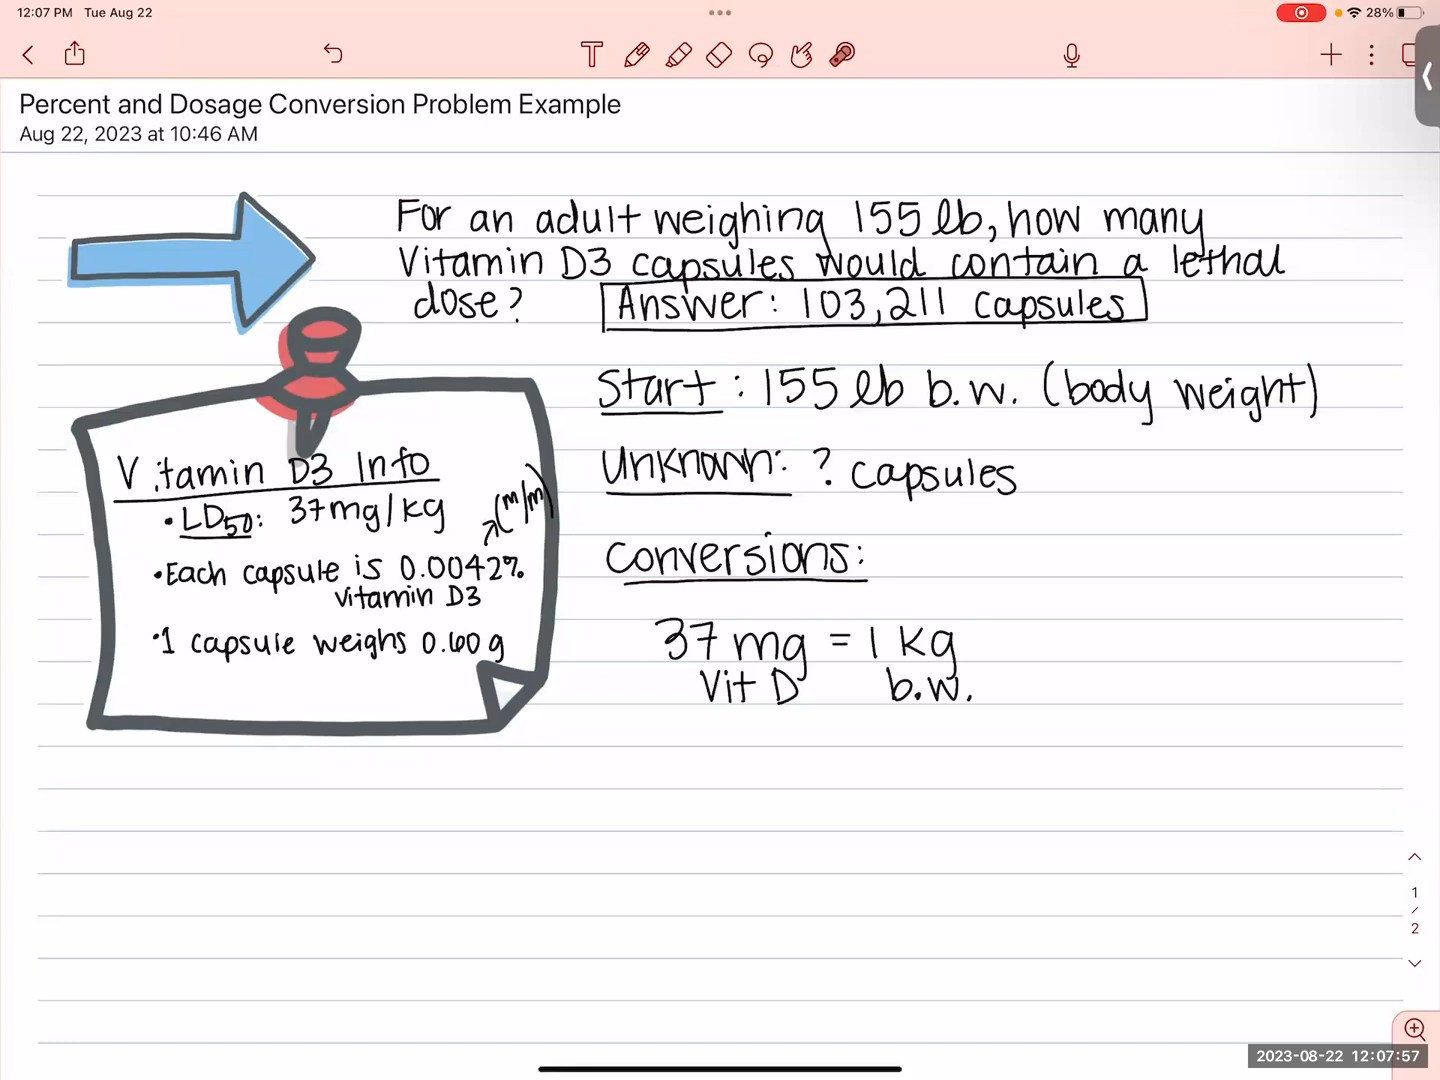 12:07 PM Tue Aug 22
28%
Percent and Dosage Conversion Problem Example
Aug 22, 2023 at 10:46 AM
For an adult weighing 155 lb, how many
Vitamin D3 capsules would contain a lethal
dose? Answer: 103,211 capsules
Start: 155 lb b.w. (body weight)
Unknown: ? capsules
Conversions:
37 mg = 1 kg
Vit D b.w.
Vitamin D3 Info
• LD50: 37mg/kg
(m/m)
• Each capsule is 0.0042%
vitamin D3
• 1 capsule weighs 0.60 g
1
/
2
2023-08-22 12:07:57